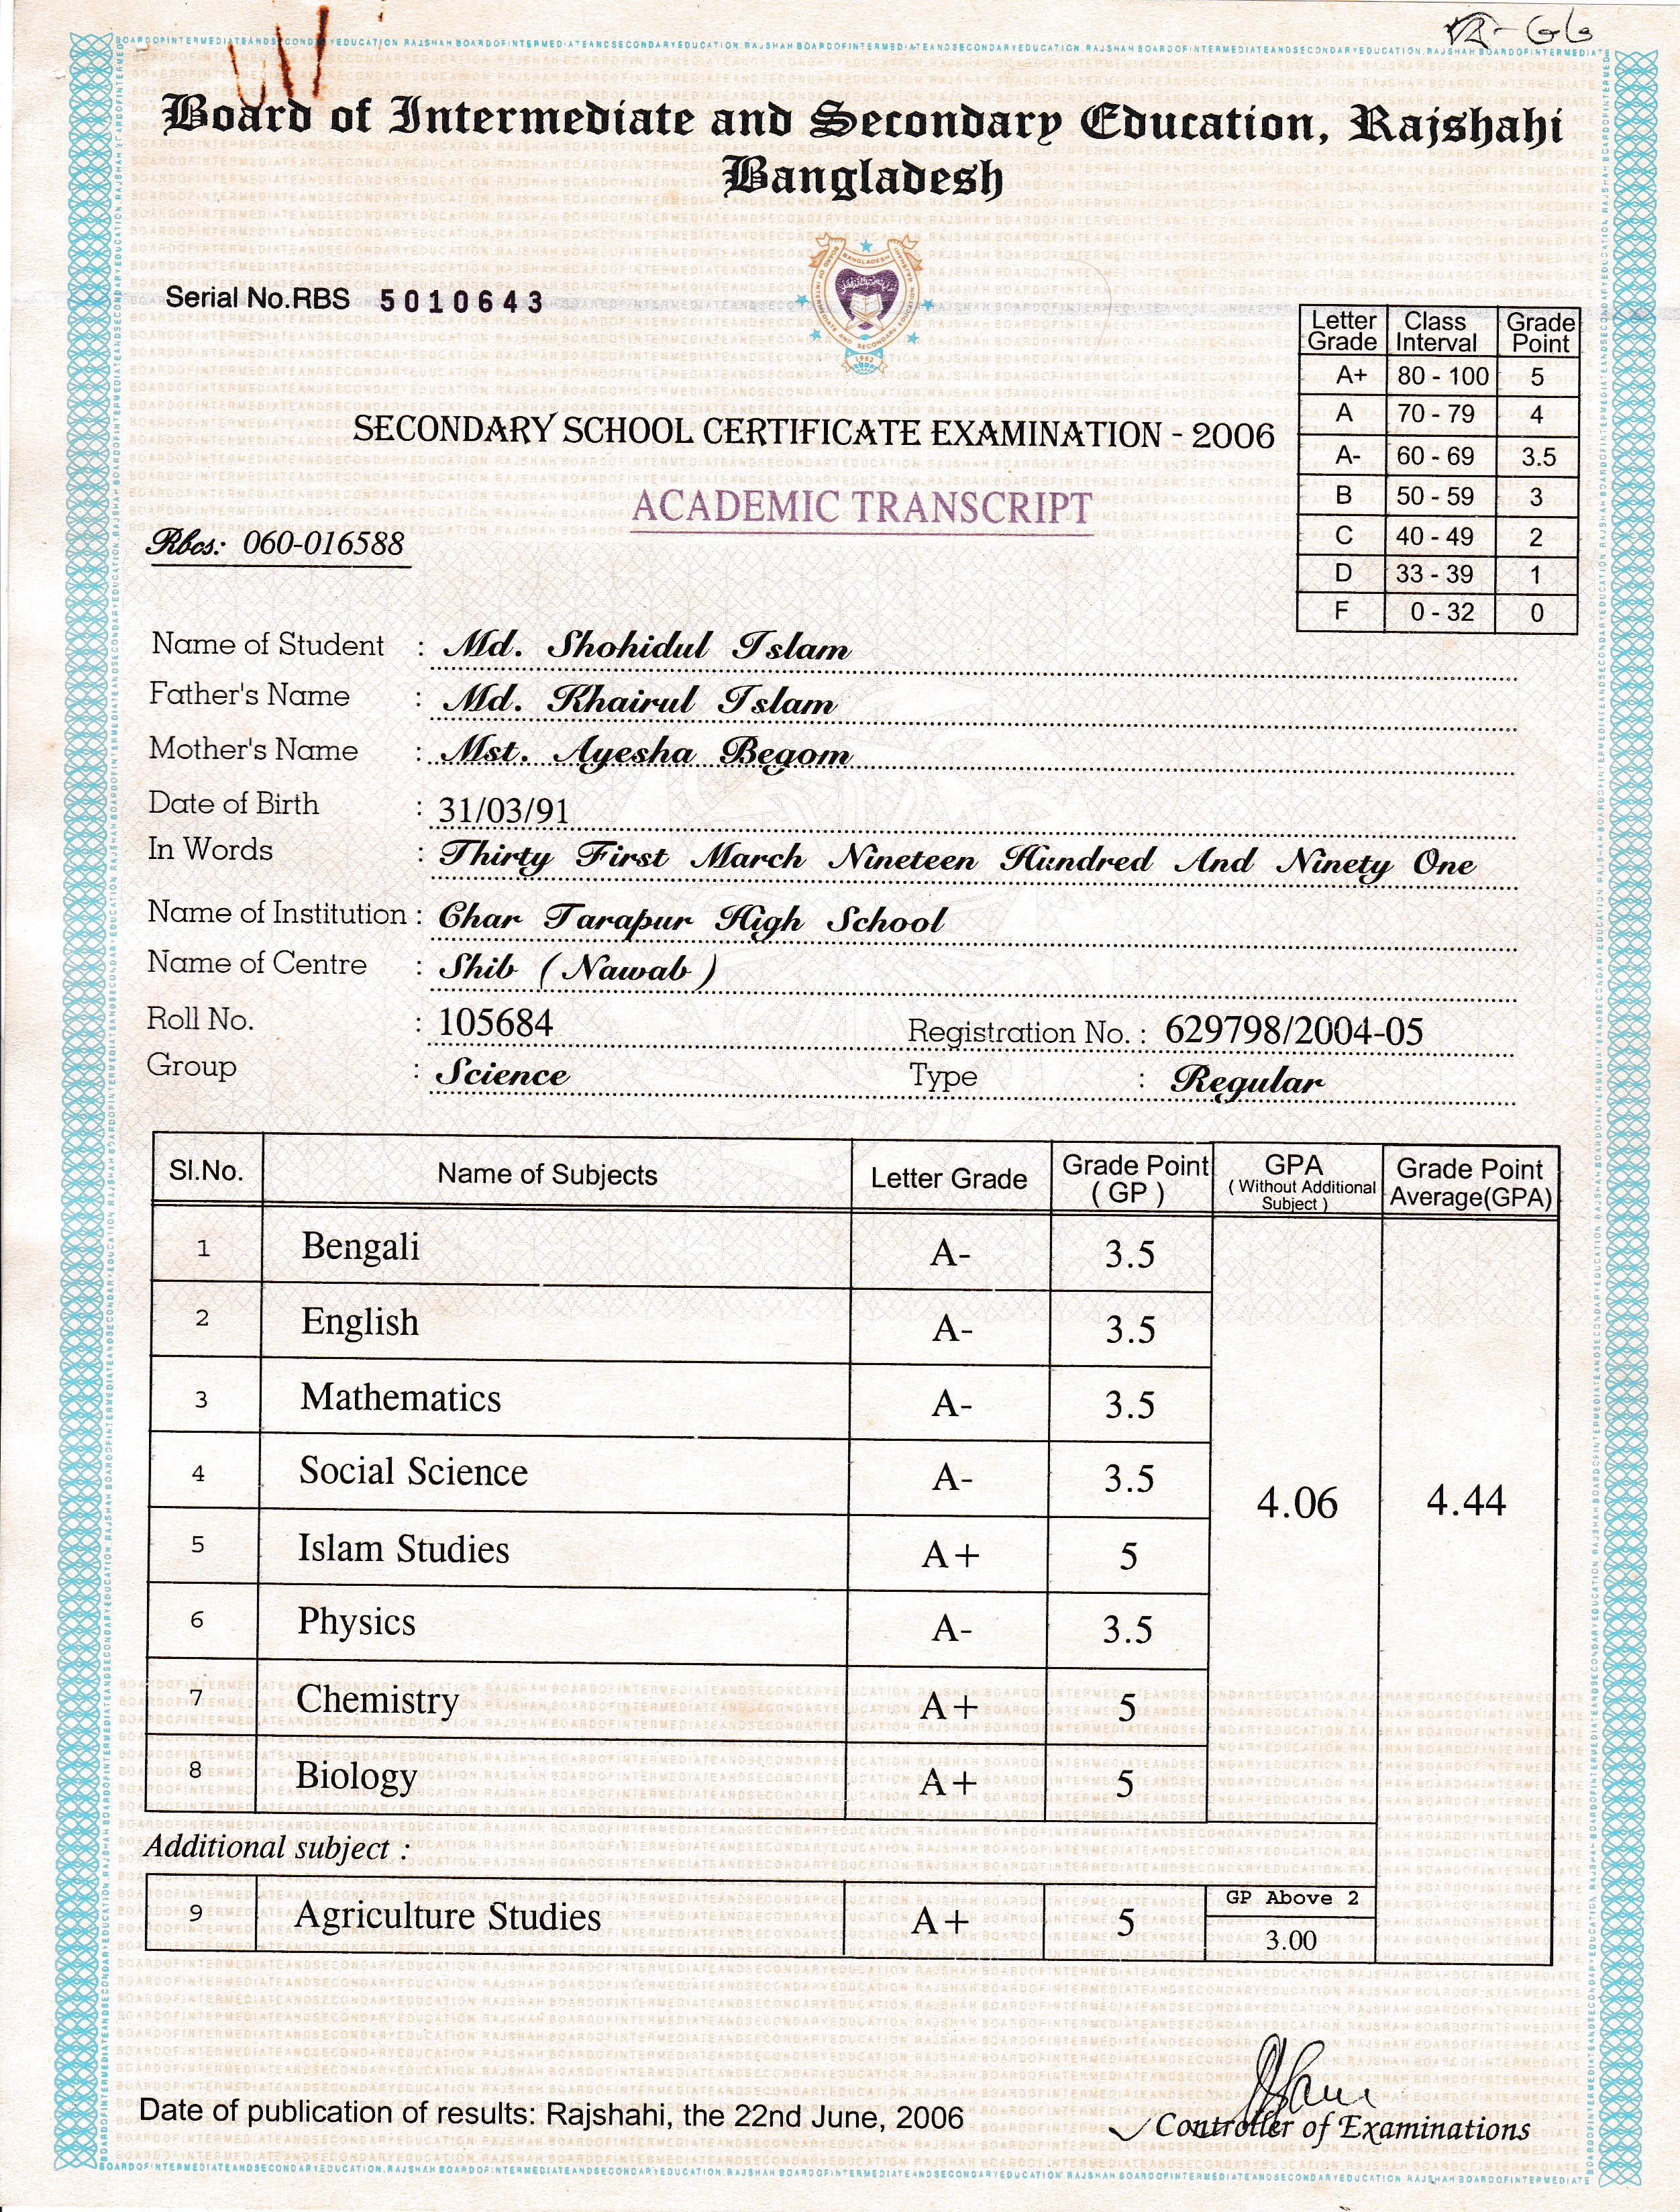 Board of Intermediate and Secondary Education, Rajshahi
Bangladesh
Serial No.RBS 5010643
Letter Grade Class Interval Grade Point
A+ 80 - 100 5
A 70 - 79 4
A- 60 - 69 3.5
B 50 - 59 3
C 40 - 49 2
D 33 - 39 1
F 0 - 32 0
SECONDARY SCHOOL CERTIFICATE EXAMINATION - 2006
ACADEMIC TRANSCRIPT
Rbcs: 060-016588
Name of Student : Md. Shohidul Islam
Father's Name : Md. Khairul Islam
Mother's Name : Mst. Ayesha Begom
Date of Birth : 31/03/91
In Words : Thirty First March Nineteen Hundred And Ninety One
Name of Institution : Char Tarapur High School
Name of Centre : Shib ( Nawab )
Roll No. : 105684 Registration No. : 629798/2004-05
Group : Science Type : Regular
Sl.No. Name of Subjects Letter Grade Grade Point ( GP ) GPA ( Without Additional Subject ) Grade Point Average(GPA)
1 Bengali A- 3.5
2 English A- 3.5
3 Mathematics A- 3.5
4 Social Science A- 3.5
4.06 4.44
5 Islam Studies A+ 5
6 Physics A- 3.5
7 Chemistry A+ 5
8 Biology A+ 5
Additional subject :
9 Agriculture Studies A+ 5 GP Above 2
3.00
Date of publication of results: Rajshahi, the 22nd June, 2006
Controller of Examinations